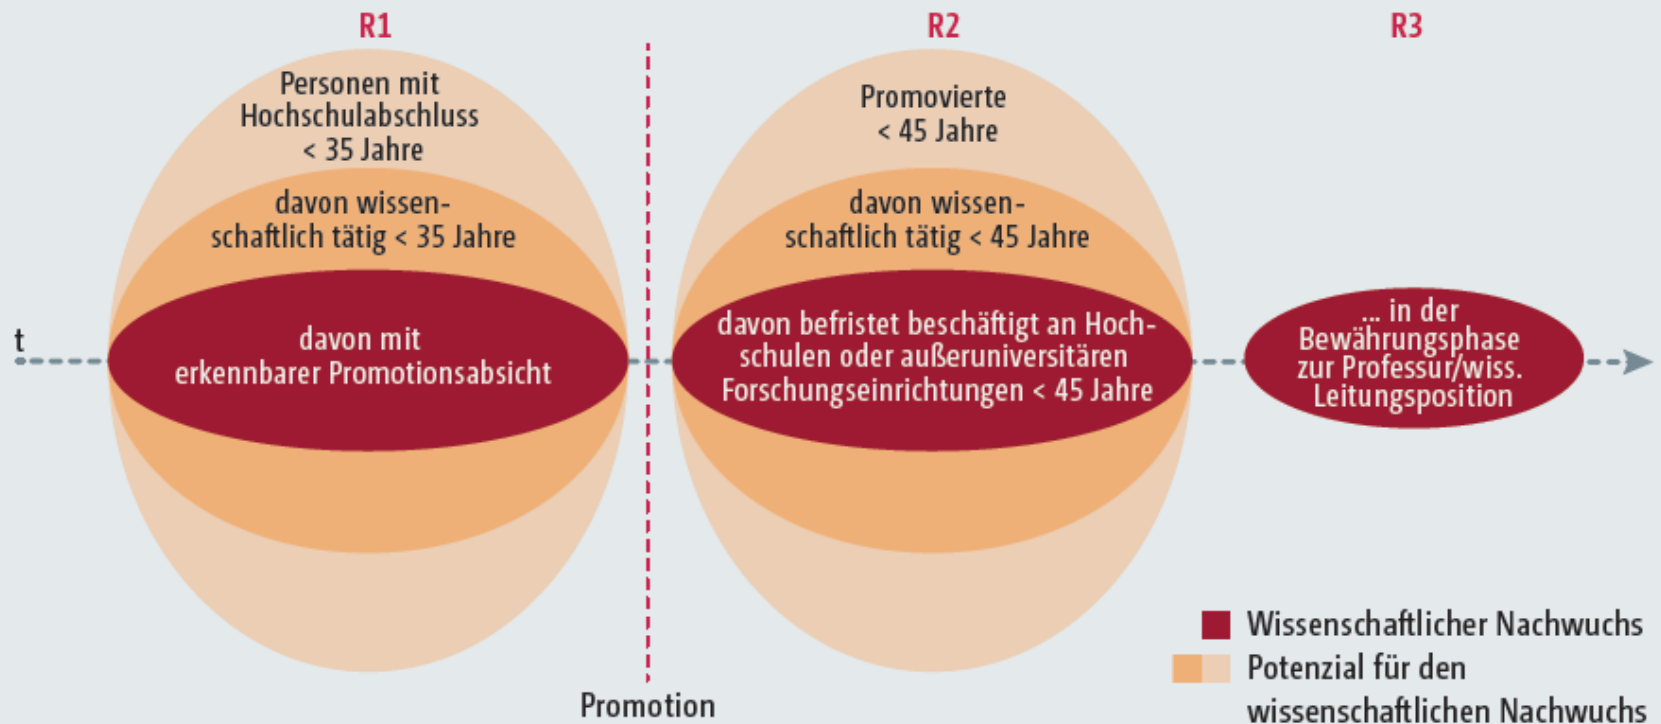 R1
R2
R3
Personen mit
Hochschulabschluss
< 35 Jahre
davon wissen-
schaftlich tätig < 35 Jahre
davon mit
erkennbarer Promotionsabsicht
Promovierte
< 45 Jahre
davon wissen-
schaftlich tätig < 45 Jahre
davon befristet beschäftigt an Hoch-
schulen oder außeruniversitären
Forschungseinrichtungen < 45 Jahre
... in der
Bewährungsphase
zur Professur/wiss.
Leitungsposition
t
Promotion
Wissenschaftlicher Nachwuchs
Potenzial für den
wissenschaftlichen Nachwuchs